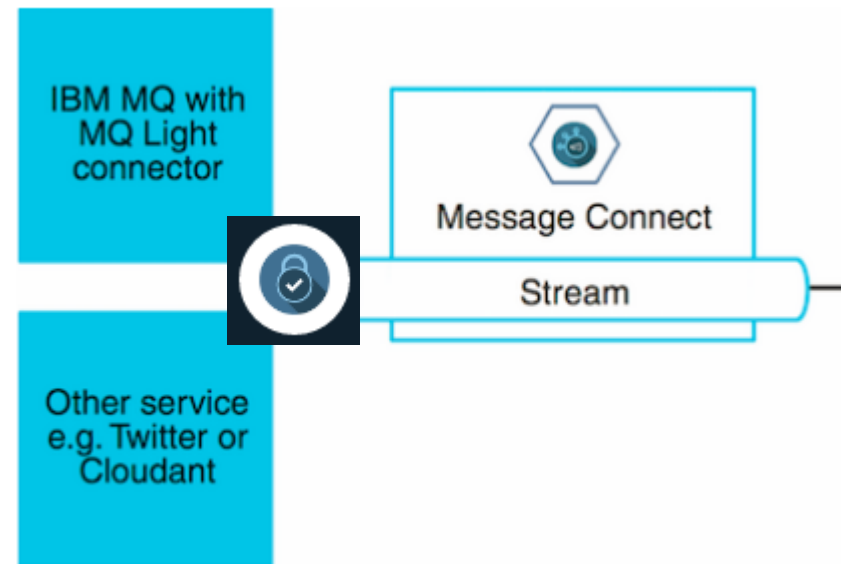 IBM MQ with
MQ Light
connector
Message Connect
Stream
Other service
e.g. Twitter or
Cloudant